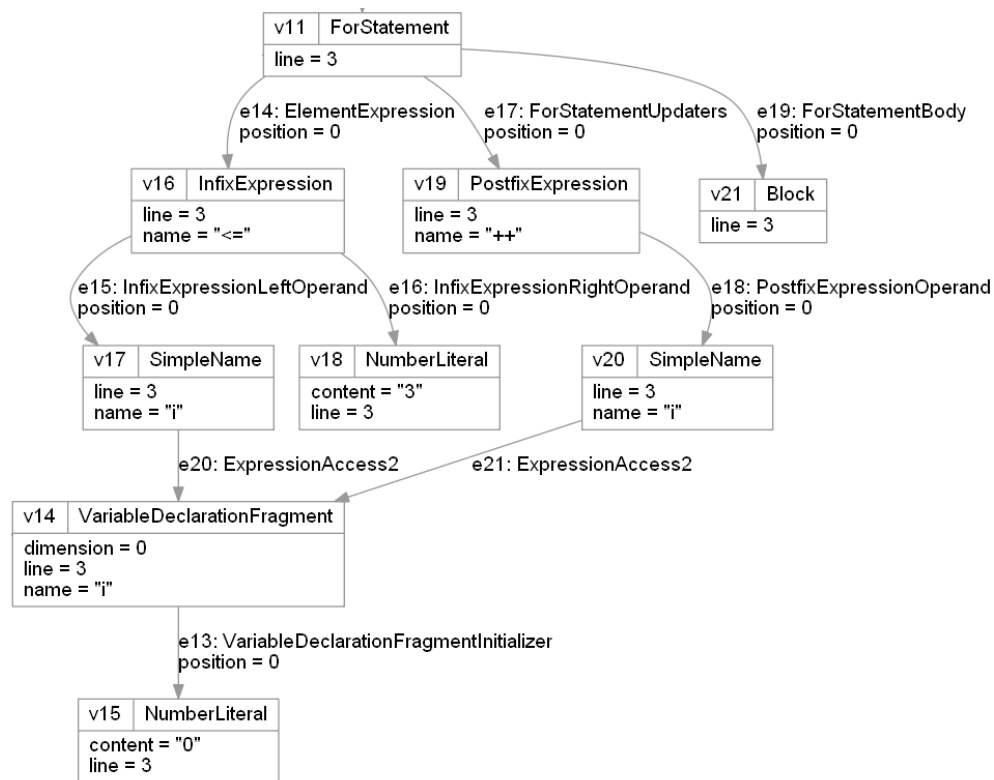 v11 ForStatement
line = 3
e14: ElementExpression
position = 0
e17: ForStatementUpdaters
position = 0
e19: ForStatementBody
position = 0
v16 InfixExpression
line = 3
name = "<="
v19 PostfixExpression
line = 3
name = "++"
v21 Block
line = 3
e15: InfixExpressionLeftOperand
position = 0
e16: InfixExpressionRightOperand
position = 0
e18: PostfixExpressionOperand
position = 0
v17 SimpleName
line = 3
name = "i"
v18 NumberLiteral
content = "3"
line = 3
v20 SimpleName
line = 3
name = "i"
e20: ExpressionAccess2
e21: ExpressionAccess2
v14 VariableDeclarationFragment
dimension = 0
line = 3
name = "i"
e13: VariableDeclarationFragmentInitializer
position = 0
v15 NumberLiteral
content = "0"
line = 3